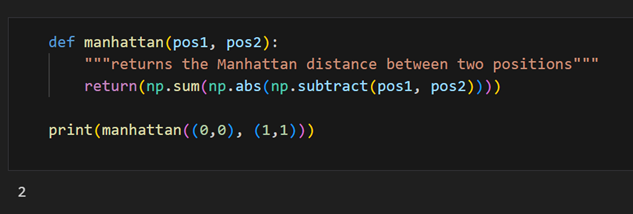 def manhattan(pos1, pos2):
"""returns the Manhattan distance between two positions"""
return(np.sum(np.abs(np.subtract(pos1, pos2))))
print(manhattan((0,0), (1,1)))
2